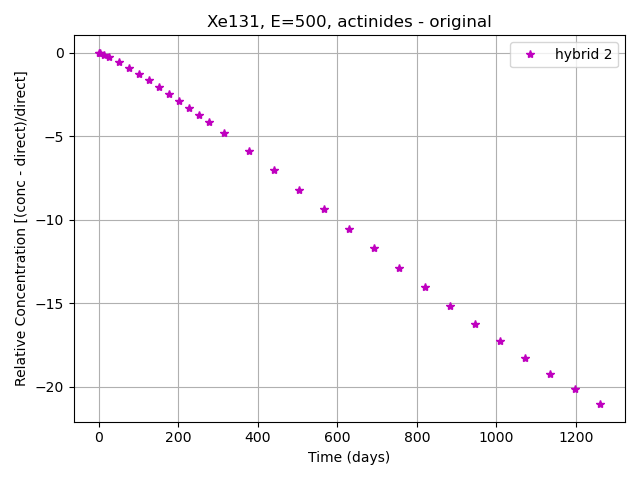 Xe131, E=500, actinides - original
hybrid 2
Relative Concentration [(conc - direct)/direct]
0
−5
−10
−15
−20
0 200 400 600 800 1000 1200
Time (days)